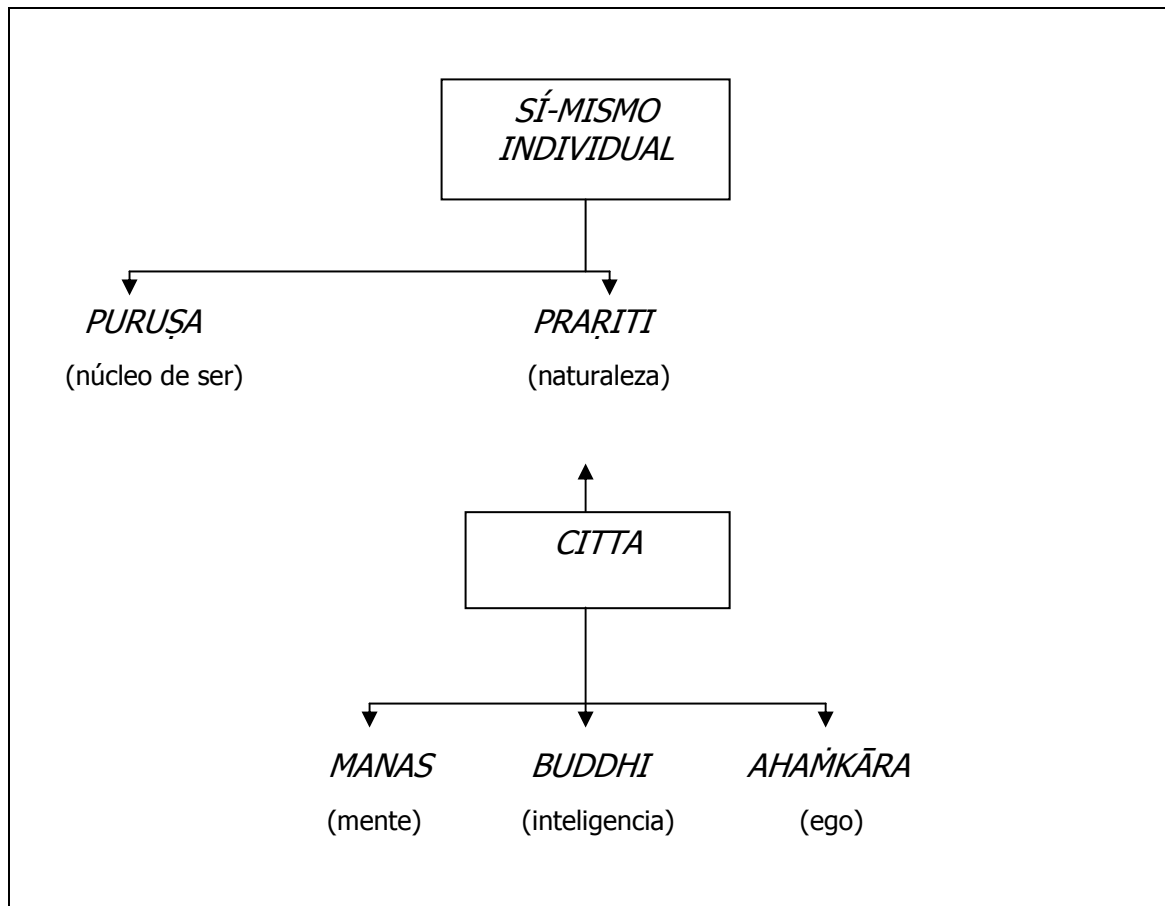 SÍ-MISMO
INDIVIDUAL
PURUṢA
PRAṚITI
(núcleo de ser)
(naturaleza)
CITTA
MANAS
BUDDHI
AHAṀKĀRA
(mente)
(inteligencia)
(ego)